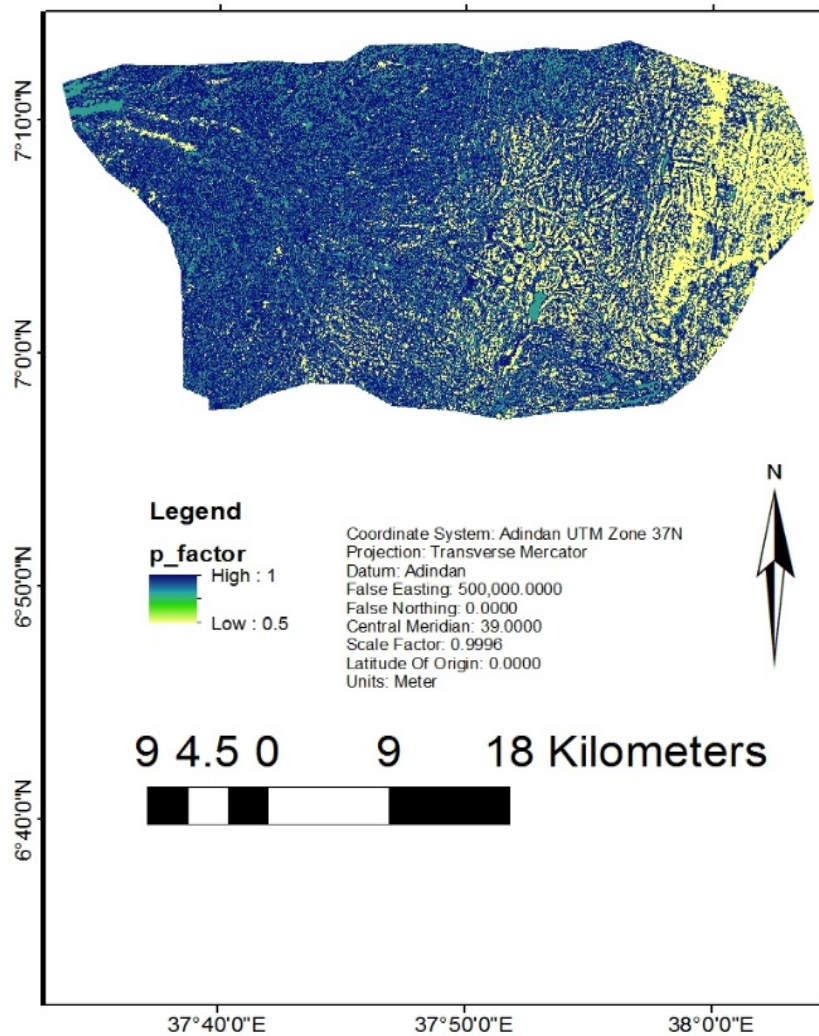 7°10'0"N
7°0'0"N
6°50'0"N
6°40'0"N
N
Legend
p_factor
High : 1
Low : 0.5
Coordinate System: Adindan UTM Zone 37N
Projection: Transverse Mercator
Datum: Adindan
False Easting: 500,000.0000
False Northing: 0.0000
Central Meridian: 39.0000
Scale Factor: 0.9996
Latitude Of Origin: 0.0000
Units: Meter
9 4.5 0 9 18 Kilometers
37°40'0"E 37°50'0"E 38°0'0"E